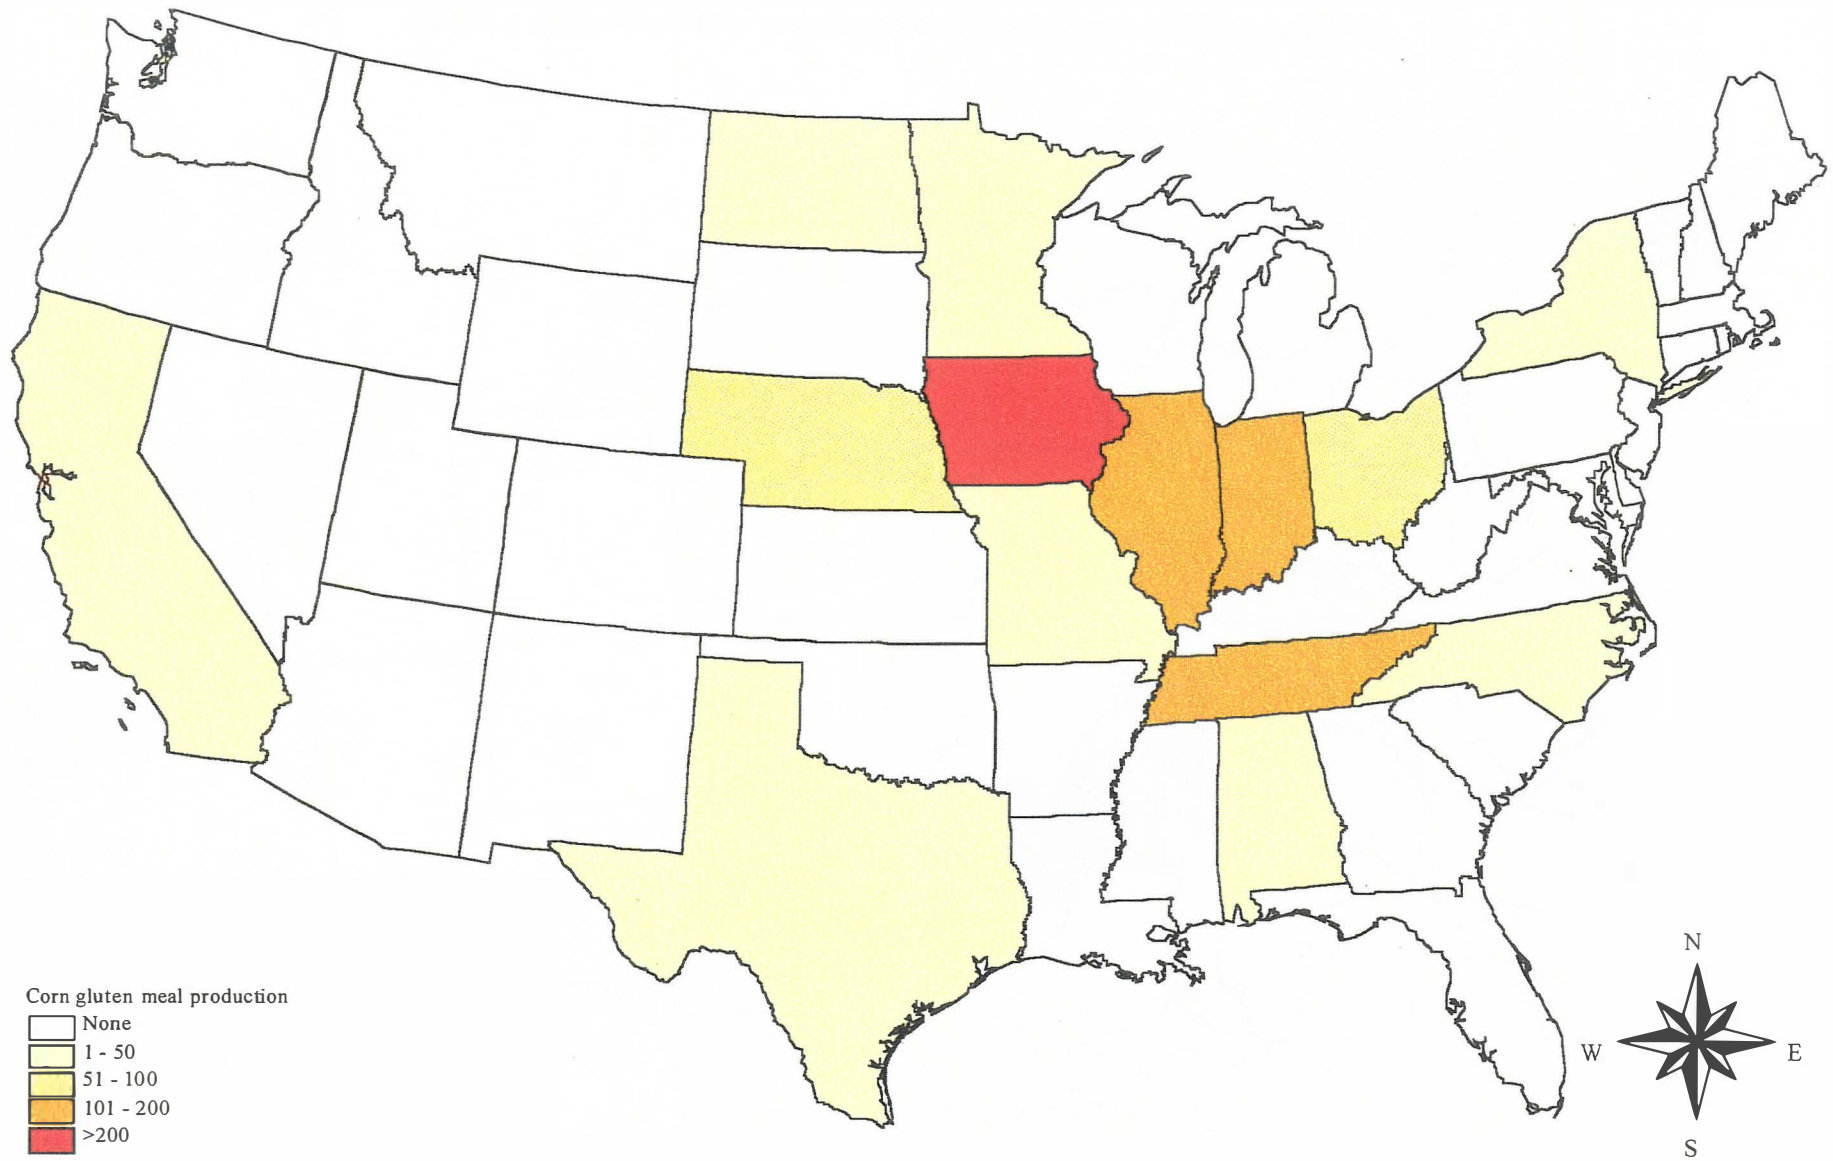 Corn gluten meal production
None
1 - 50
51 - 100
101 - 200
>200
N
W
E
S